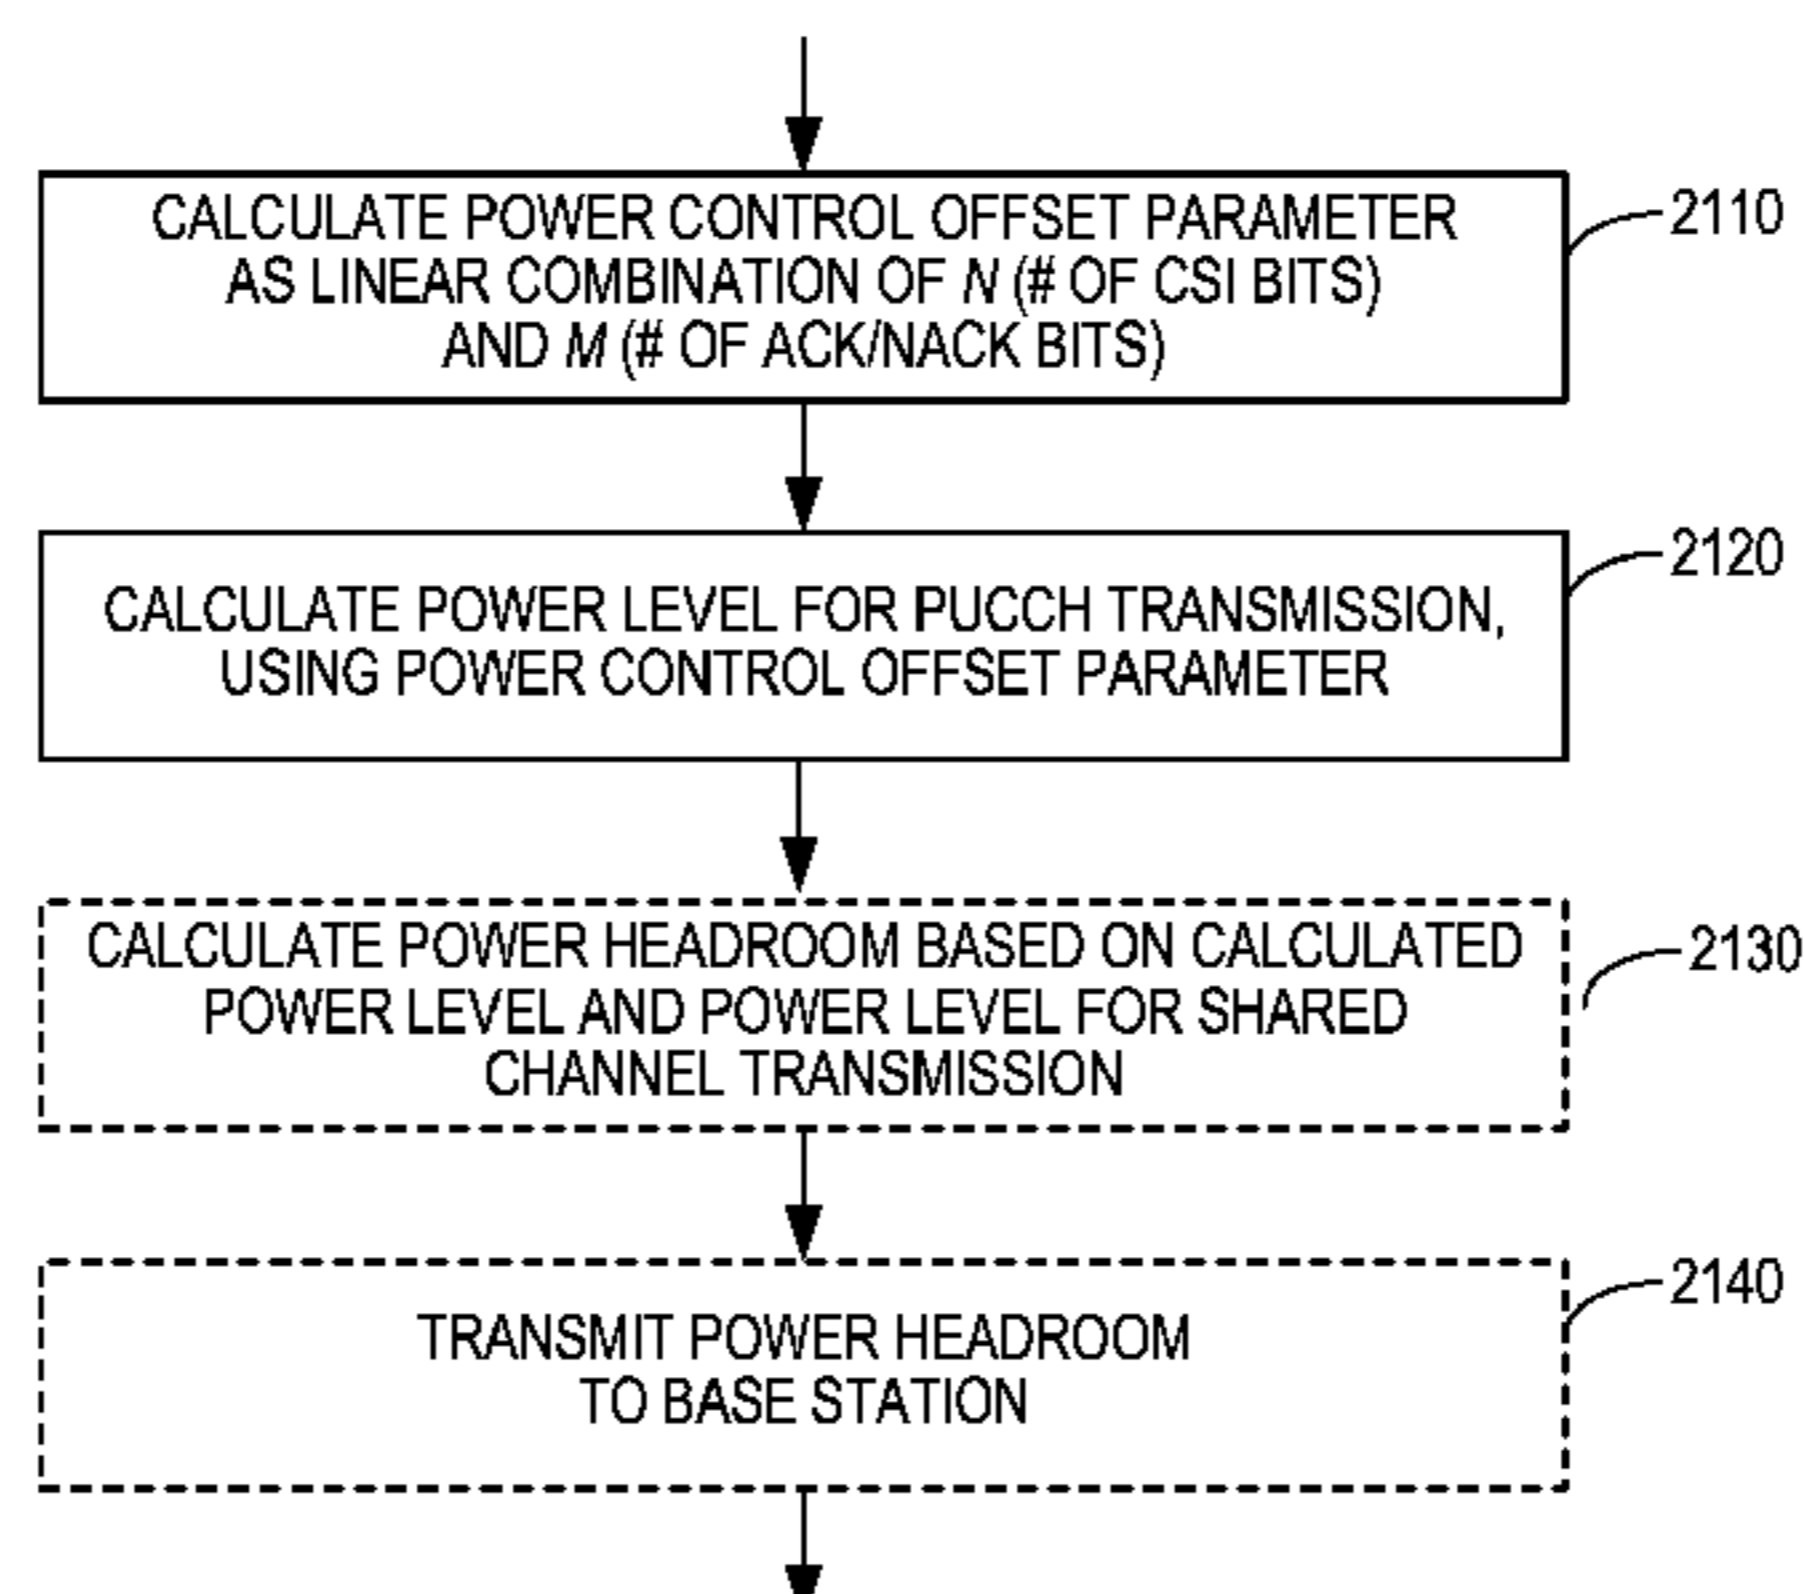 CALCULATE POWER CONTROL OFFSET PARAMETER
AS LINEAR COMBINATION OF N (# OF CSI BITS)
AND M (# OF ACK/NACK BITS)
2110
CALCULATE POWER LEVEL FOR PUCCH TRANSMISSION,
USING POWER CONTROL OFFSET PARAMETER
2120
CALCULATE POWER HEADROOM BASED ON CALCULATED
POWER LEVEL AND POWER LEVEL FOR SHARED
CHANNEL TRANSMISSION
2130
TRANSMIT POWER HEADROOM
TO BASE STATION
2140